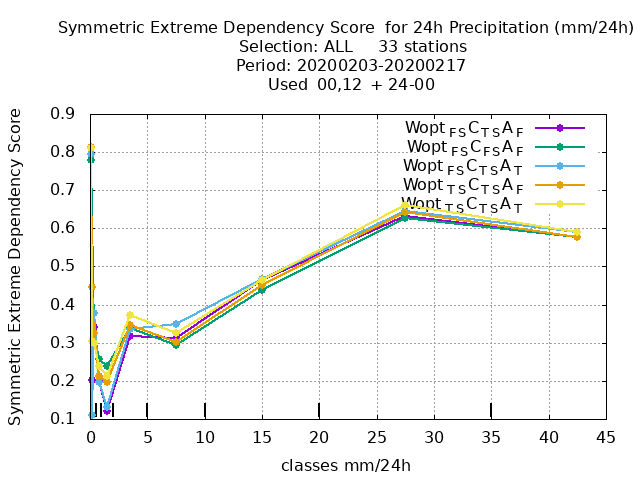 Symmetric Extreme Dependency Score  for 24h Precipitation (mm/24h)
Selection: ALL     33 stations
Period: 20200203-20200217
Used  00,12  + 24-00
Symmetric Extreme Dependency Score
0.9
0.8
0.7
0.6
0.5
0.4
0.3
0.2
0.1
Wopt FS C TS A F
Wopt FS C FS A F
Wopt FS C TS A T
Wopt TS C TS A F
Wopt TS C TS A T
0 5 10 15 20 25 30 35 40 45
classes mm/24h